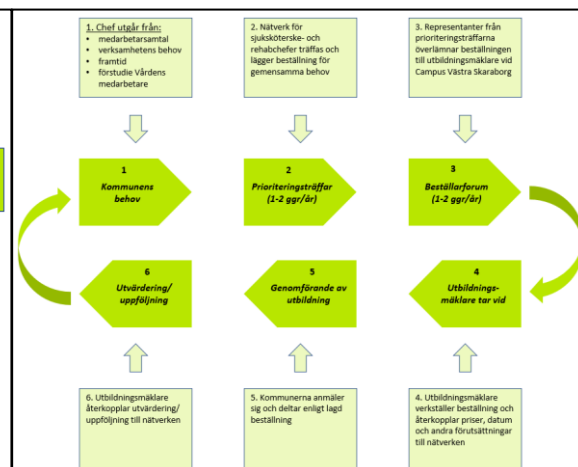 1. Chef utgår från:
• medarbetarsamtal
• verksamhetens behov
• framtid
• förstudie Vårdens
medarbetare
2. Nätverk för
sjuksköterske- och
rehabchefer träffas och
lägger beställning för
gemensamma behov
3. Representanter från
prioriteringsträffarna
överlämnar beställningen
till utbildningsmäklare vid
Campus Västra Skaraborg
1
Kommunens
behov
2
Prioriteringsträffar
(1-2 ggr/år)
3
Beställarforum
(1-2 ggr/år)
6
Utvärdering/
uppföljning
5
Genomförande av
utbildning
4
Utbildnings-
mäklare tar vid
6. Utbildningsmäklare
återkopplar utvärdering/
uppföljning till nätverken
5. Kommunerna anmäler
sig och deltar enligt lagd
beställning
4. Utbildningsmäklare
verkställer beställning och
återkopplar priser, datum
och andra förutsättningar
till nätverken